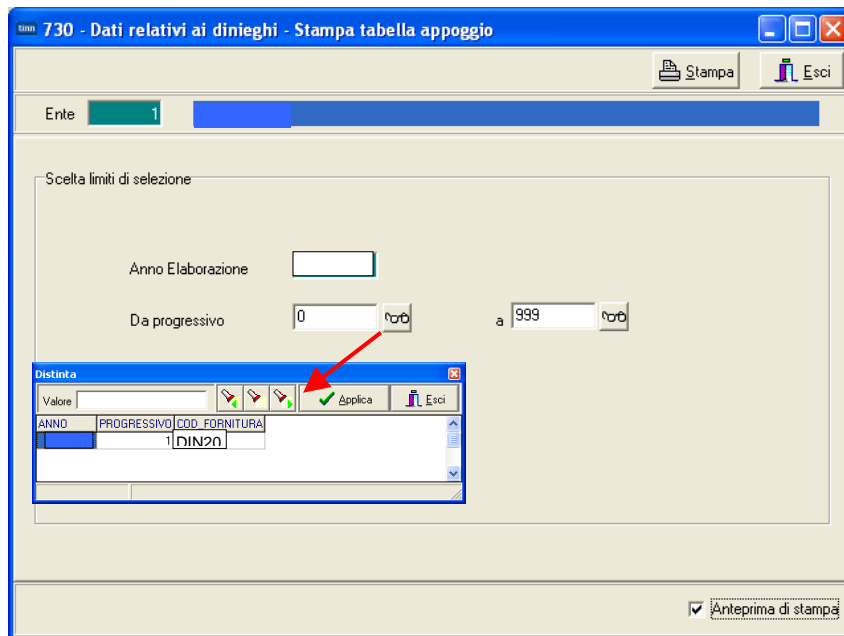 tinn 730 - Dati relativi ai dinieghi - Stampa tabella appoggio
Stampa Esci
Ente 1
Scelta limiti di selezione
Anno Elaborazione
Da progressivo 0 a 999
Distinta
Valore Applica Esci
ANNO PROGRESSIVO COD_FORNITURA
1 DIN20
Anteprima di stampa